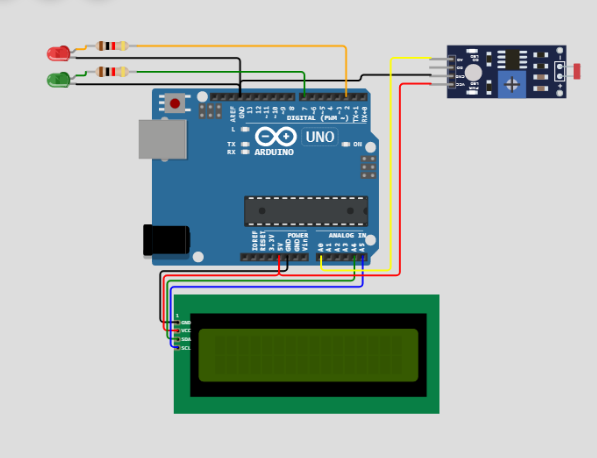 AREF
GND
13
12
~11
~10
~9
8
7
~6
~5
4
~3
2
TX→1
RX←0
DIGITAL (PWM ~)
L
TX
RX
UNO
ON
ARDUINO
IOREF
RESET
3.3V
5V
GND
GND
Vin
POWER
ANALOG IN
A0
A1
A2
A3
A4
A5
1
GND
VCC
SDA
SCL